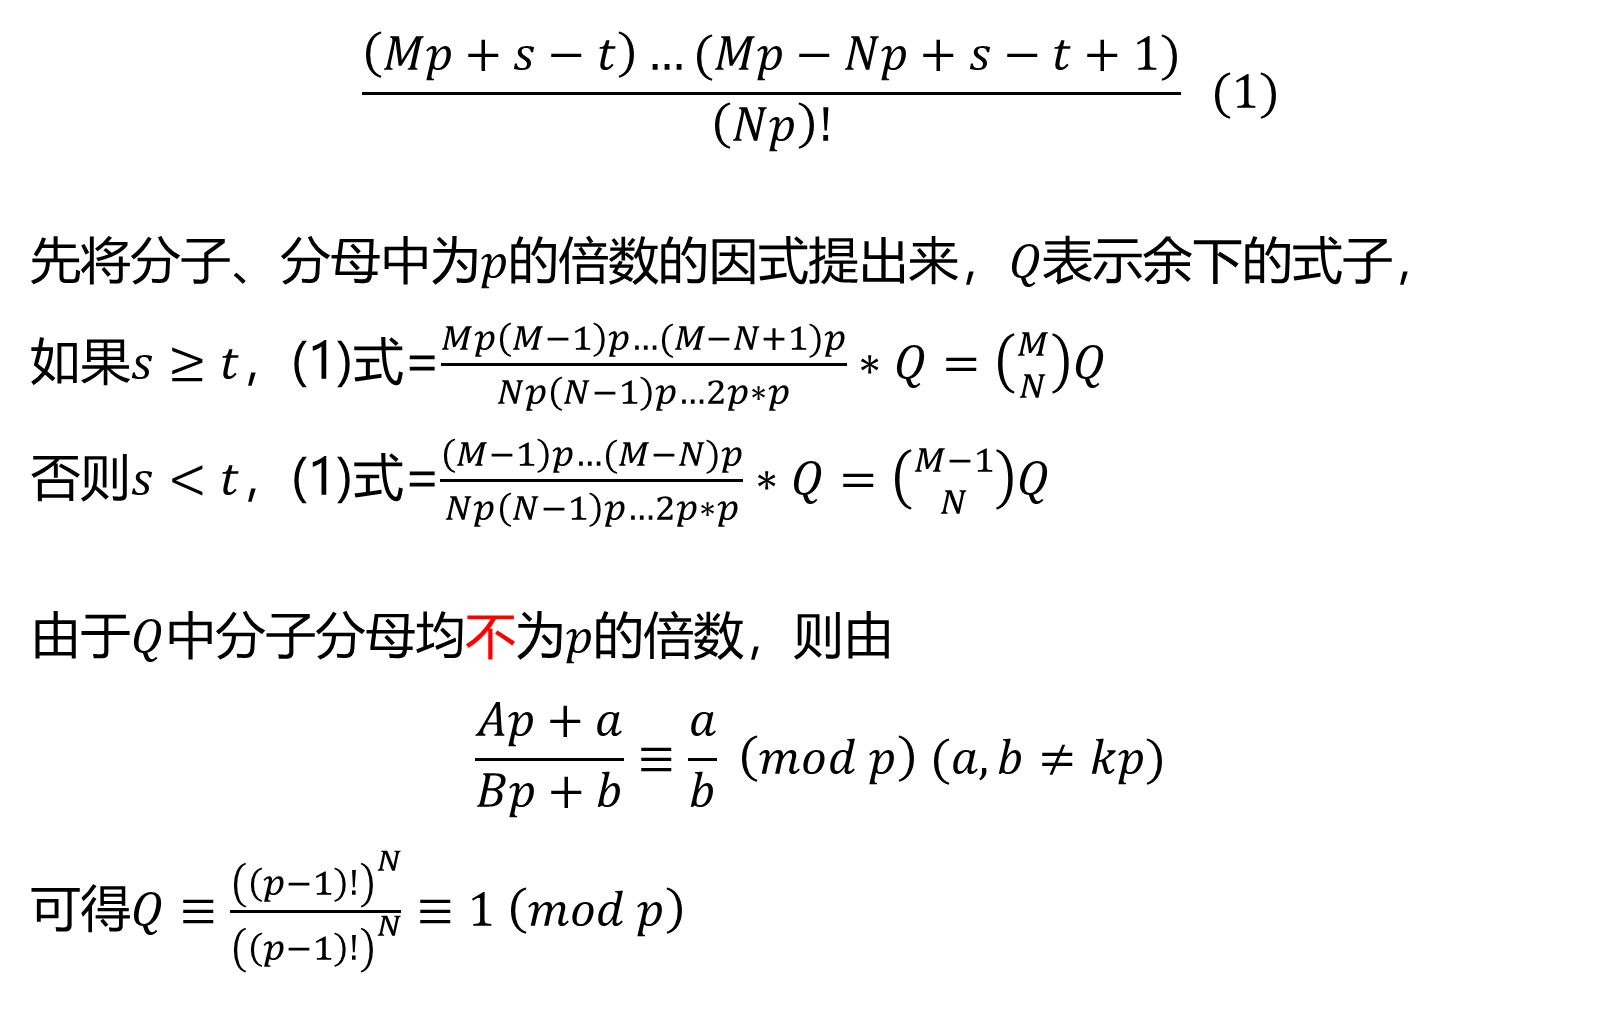 (Mp + s − t) … (Mp − Np + s − t + 1) / (Np)! (1)
先将分子、分母中为p的倍数的因式提出来，Q表示余下的式子，
如果s ≥ t，(1)式= Mp(M−1)p…(M−N+1)p / Np(N−1)p…2p∗p ∗ Q = (M N)Q
否则s < t，(1)式= (M−1)p…(M−N)p / Np(N−1)p…2p∗p ∗ Q = (M−1 N)Q
由于Q中分子分母均不为p的倍数，则由
Ap + a / Bp + b ≡ a / b (mod p) (a, b ≠ kp)
可得Q ≡ ((p−1)!)^N / ((p−1)!)^N ≡ 1 (mod p)